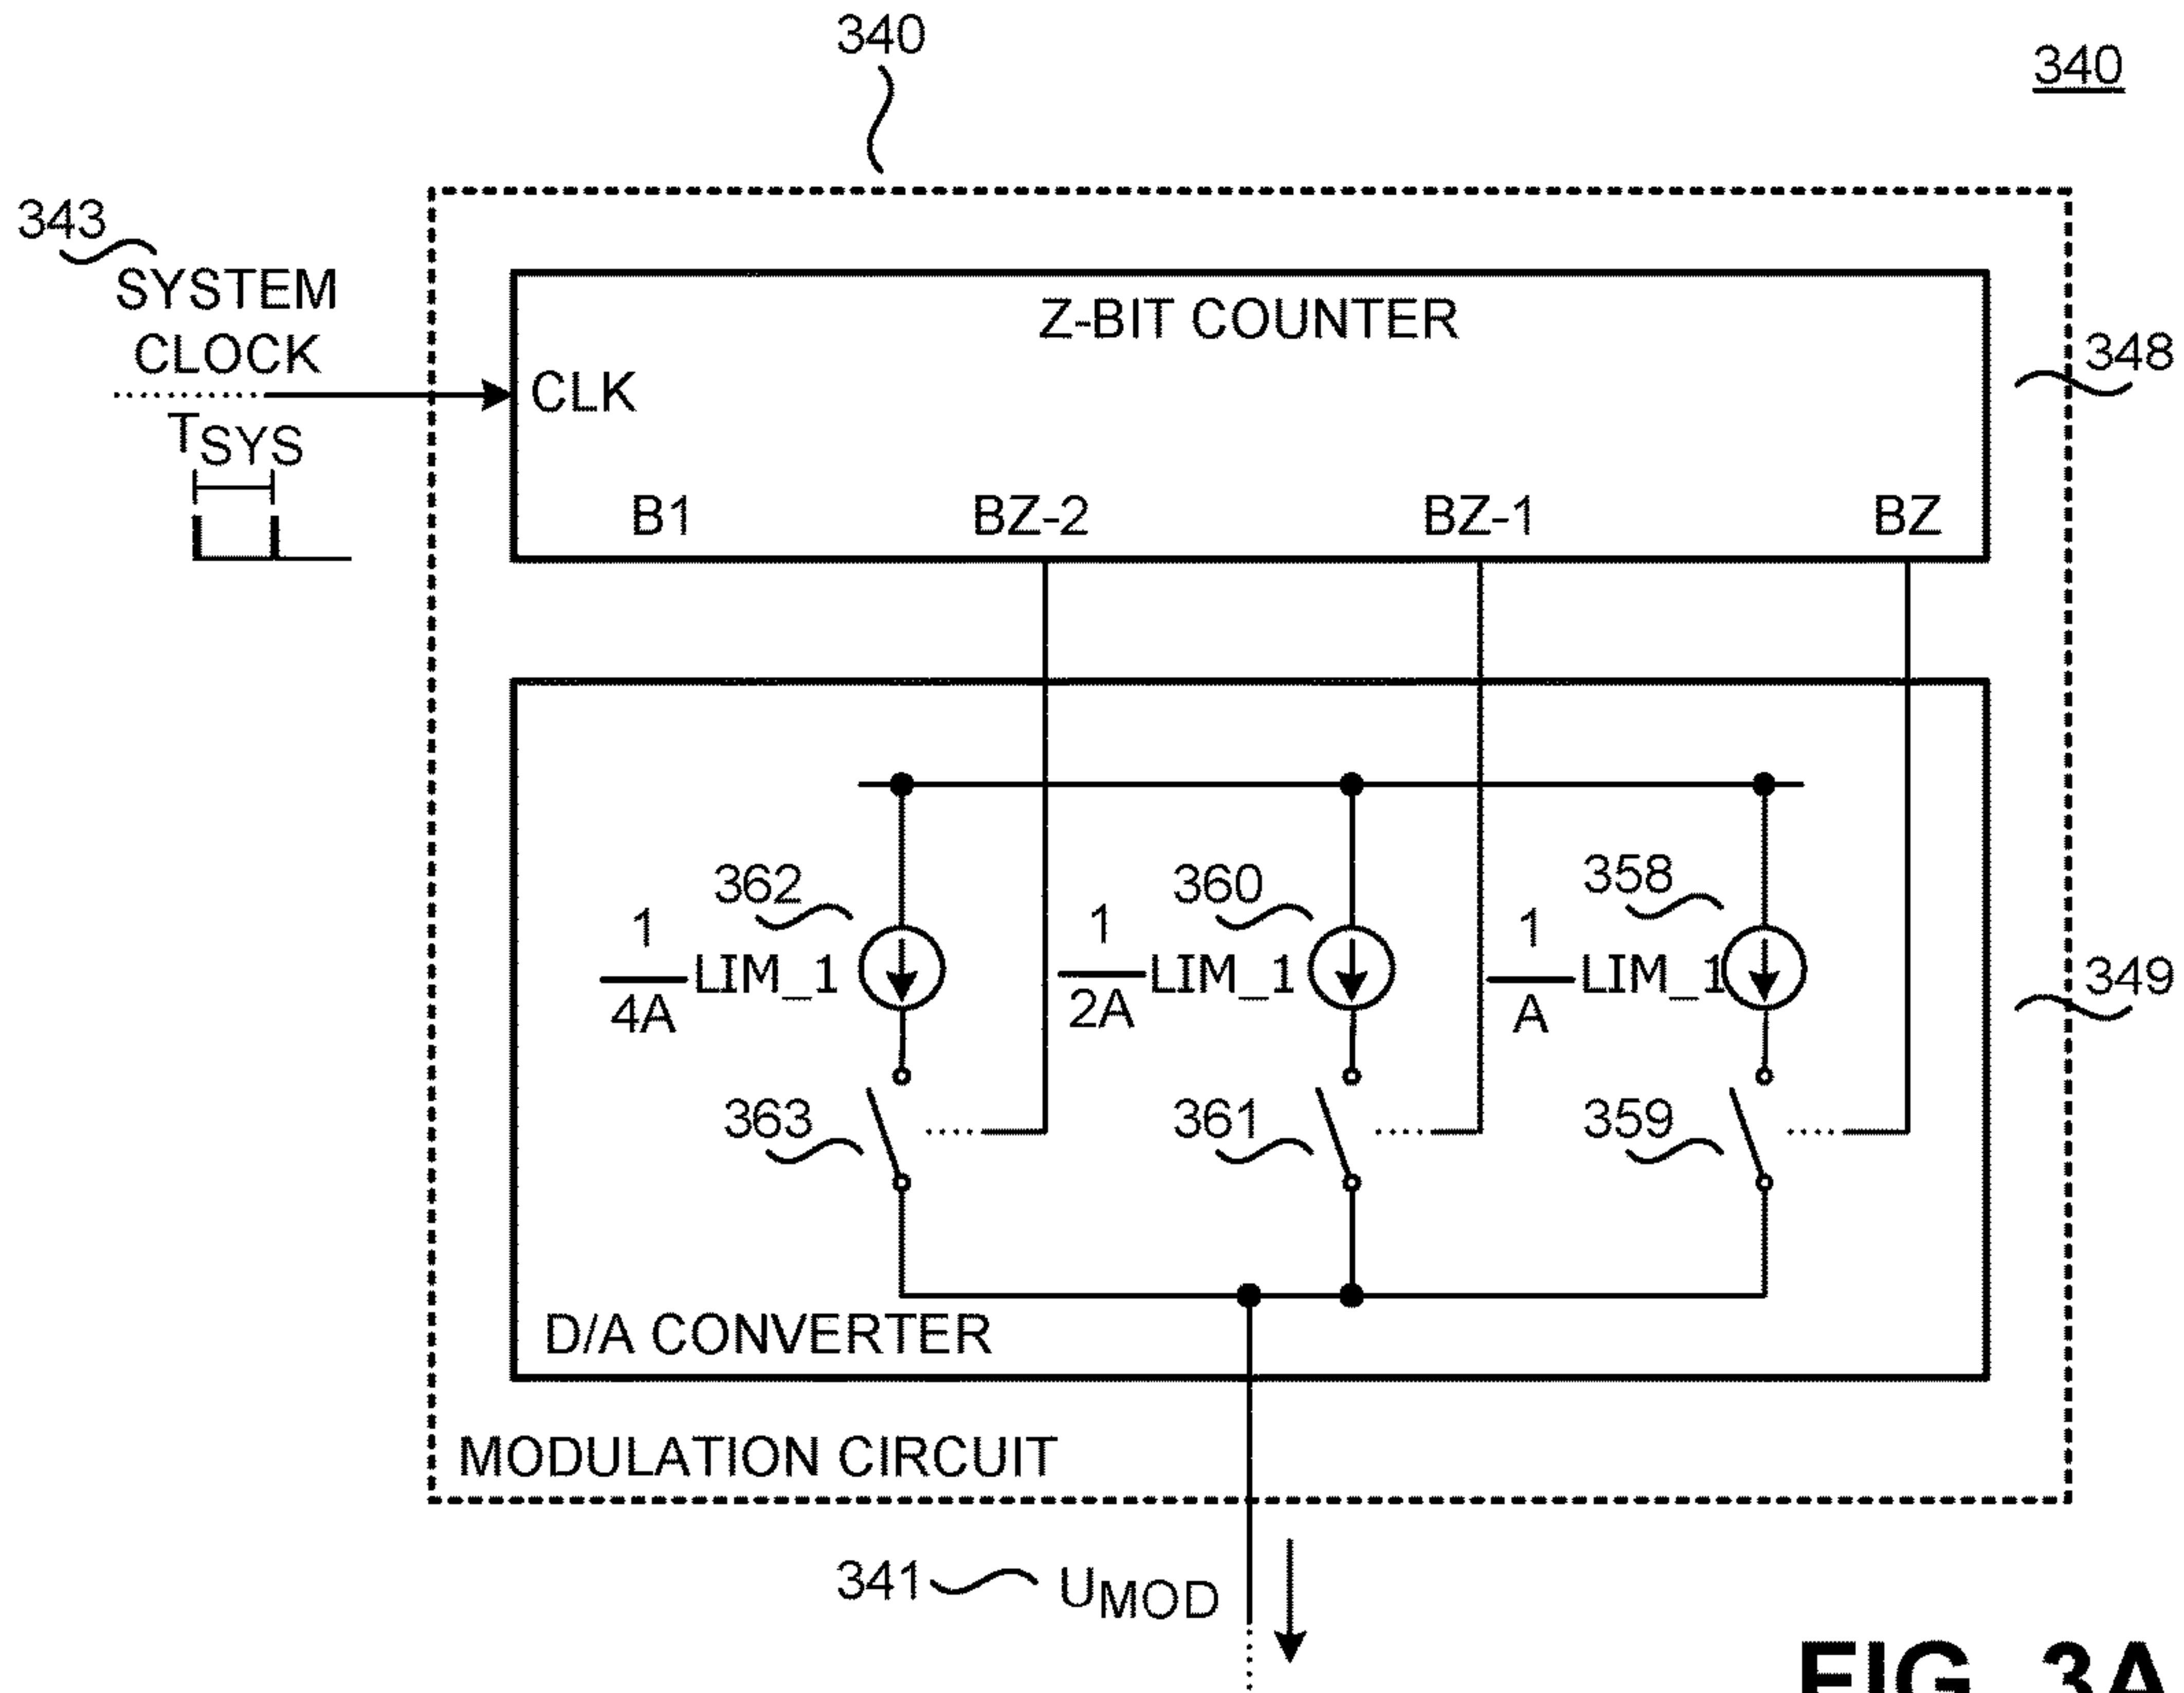 340
340
343
SYSTEM
CLOCK
TSYS
Z-BIT COUNTER
348
CLK
B1 BZ-2 BZ-1 BZ
362 360 358
1/4A LIM_1 1/2A LIM_1 1/A LIM_1
349
363 361 359
D/A CONVERTER
MODULATION CIRCUIT
341 UMOD
FIG. 3A